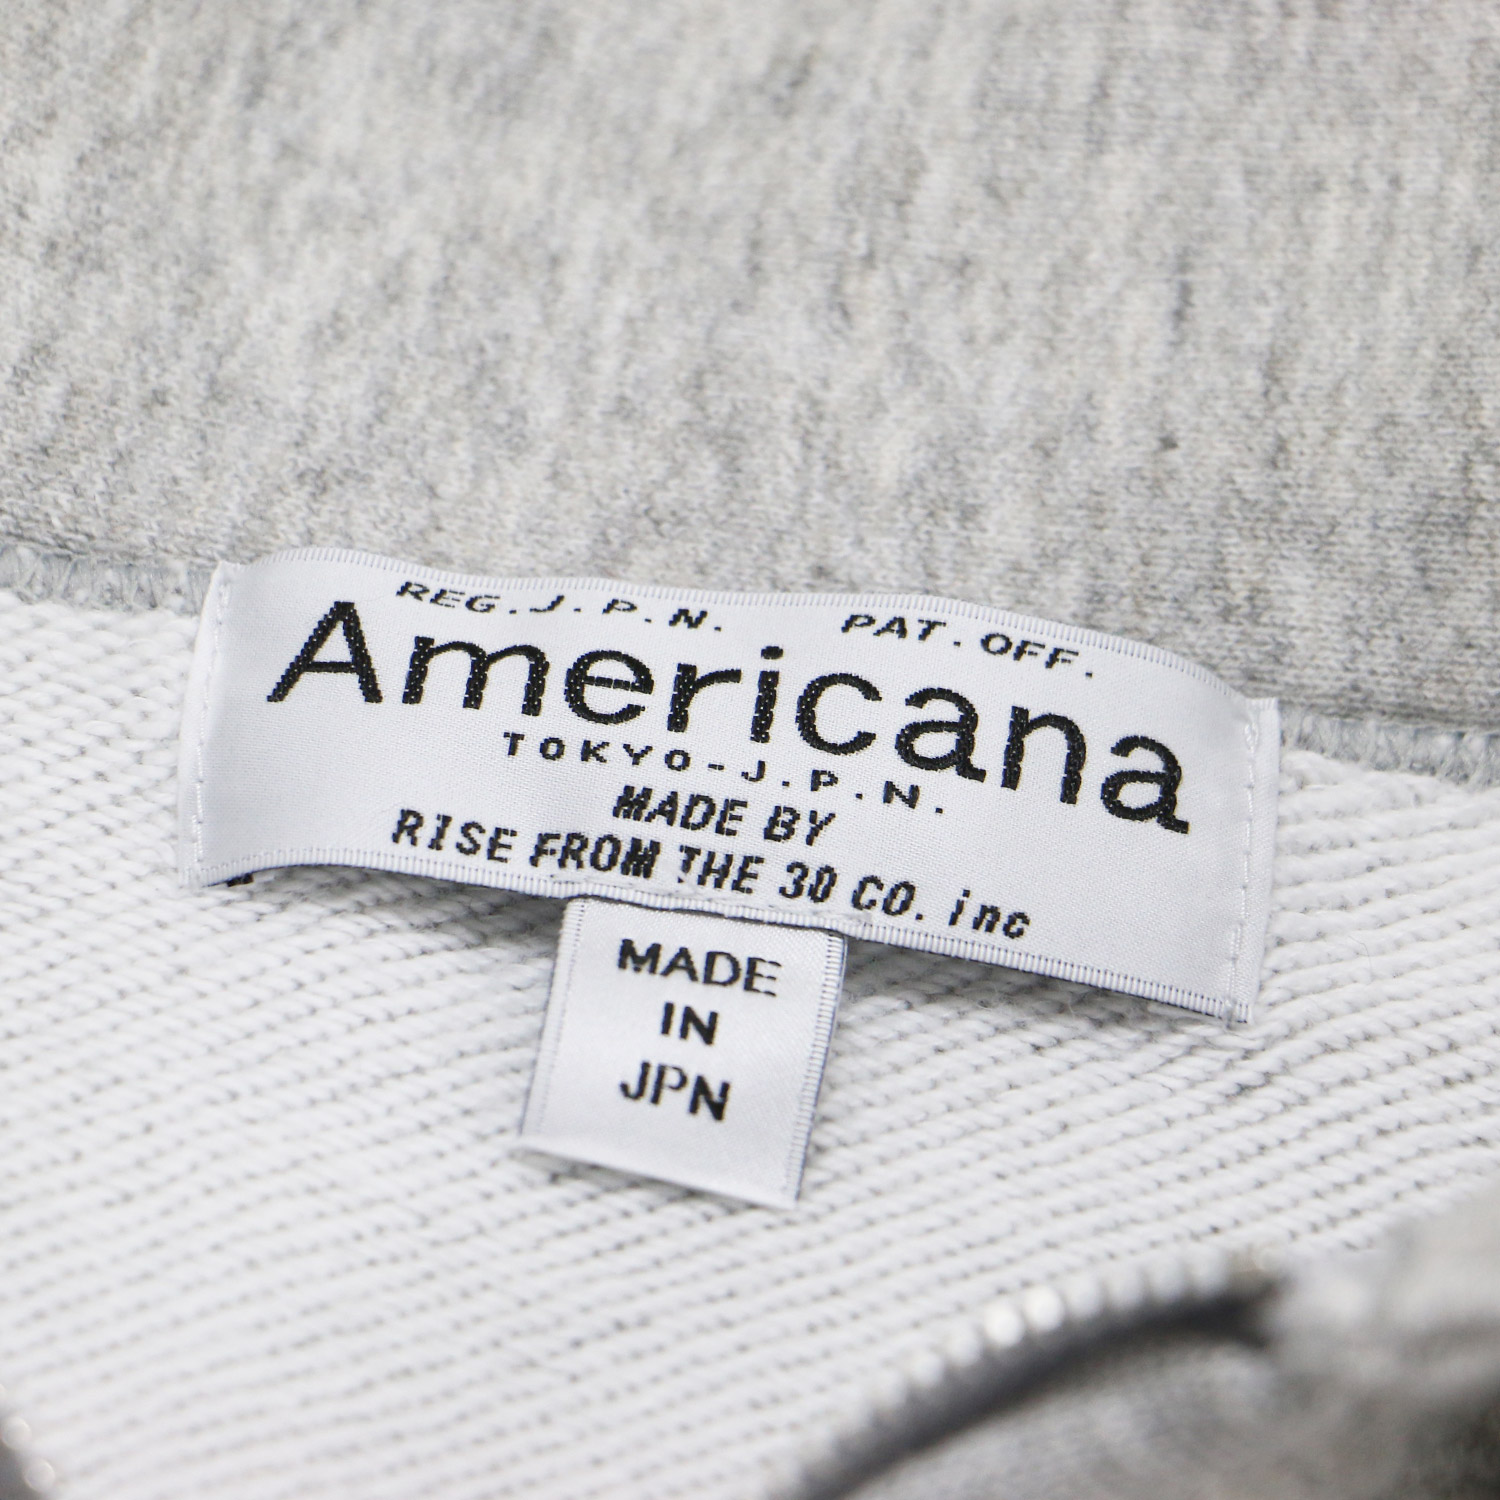 REG.J.P.N. PAT.OFF.
Americana
TOKYO-J.P.N.
MADE BY
RISE FROM THE 30 CO. inc
MADE
IN
JPN